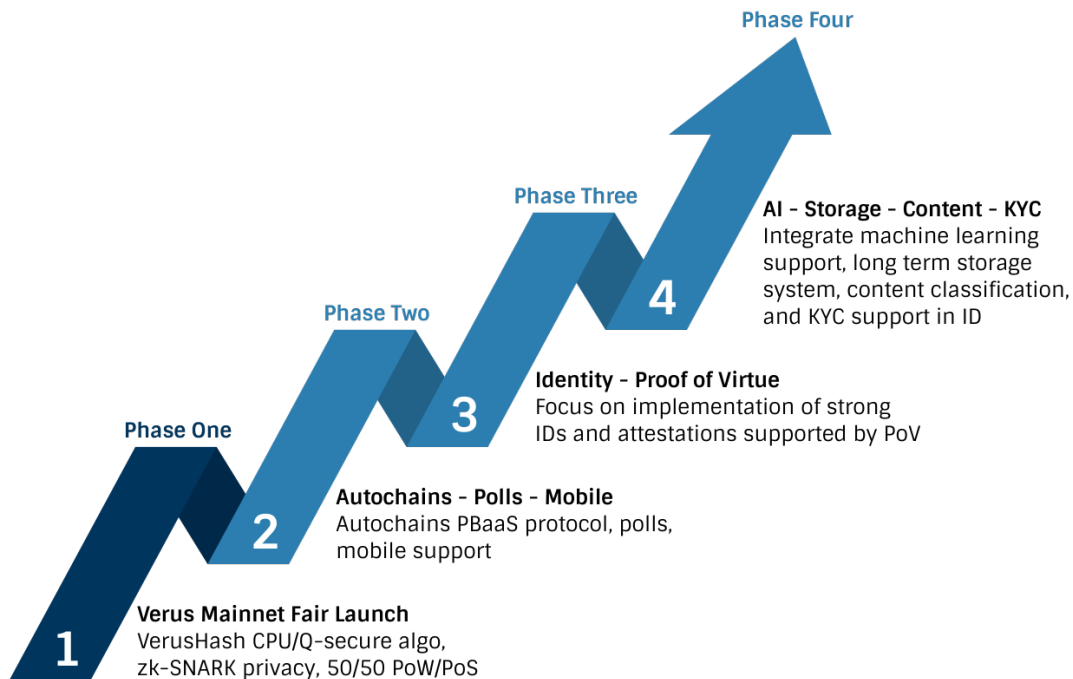 Phase Four
AI - Storage - Content - KYC
Integrate machine learning
support, long term storage
system, content classification,
and KYC support in ID
4
Phase Three
Identity - Proof of Virtue
Focus on implementation of strong
IDs and attestations supported by PoV
3
Phase Two
Autochains - Polls - Mobile
Autochains PBaaS protocol, polls,
mobile support
2
Phase One
Verus Mainnet Fair Launch
VerusHash CPU/Q-secure algo,
zk-SNARK privacy, 50/50 PoW/PoS
1